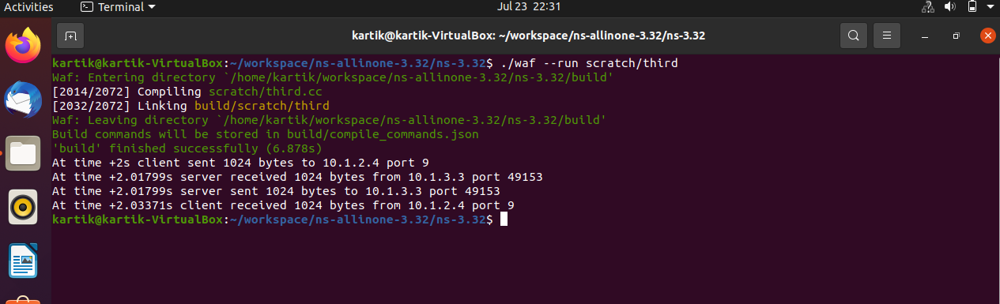 Activities Terminal Jul 23 22:31
kartik@kartik-VirtualBox: ~/workspace/ns-allinone-3.32/ns-3.32
kartik@kartik-VirtualBox:~/workspace/ns-allinone-3.32/ns-3.32$ ./waf --run scratch/third
Waf: Entering directory `/home/kartik/workspace/ns-allinone-3.32/ns-3.32/build'
[2014/2072] Compiling scratch/third.cc
[2032/2072] Linking build/scratch/third
Waf: Leaving directory `/home/kartik/workspace/ns-allinone-3.32/ns-3.32/build'
Build commands will be stored in build/compile_commands.json
'build' finished successfully (6.878s)
At time +2s client sent 1024 bytes to 10.1.2.4 port 9
At time +2.01799s server received 1024 bytes from 10.1.3.3 port 49153
At time +2.01799s server sent 1024 bytes to 10.1.3.3 port 49153
At time +2.03371s client received 1024 bytes from 10.1.2.4 port 9
kartik@kartik-VirtualBox:~/workspace/ns-allinone-3.32/ns-3.32$